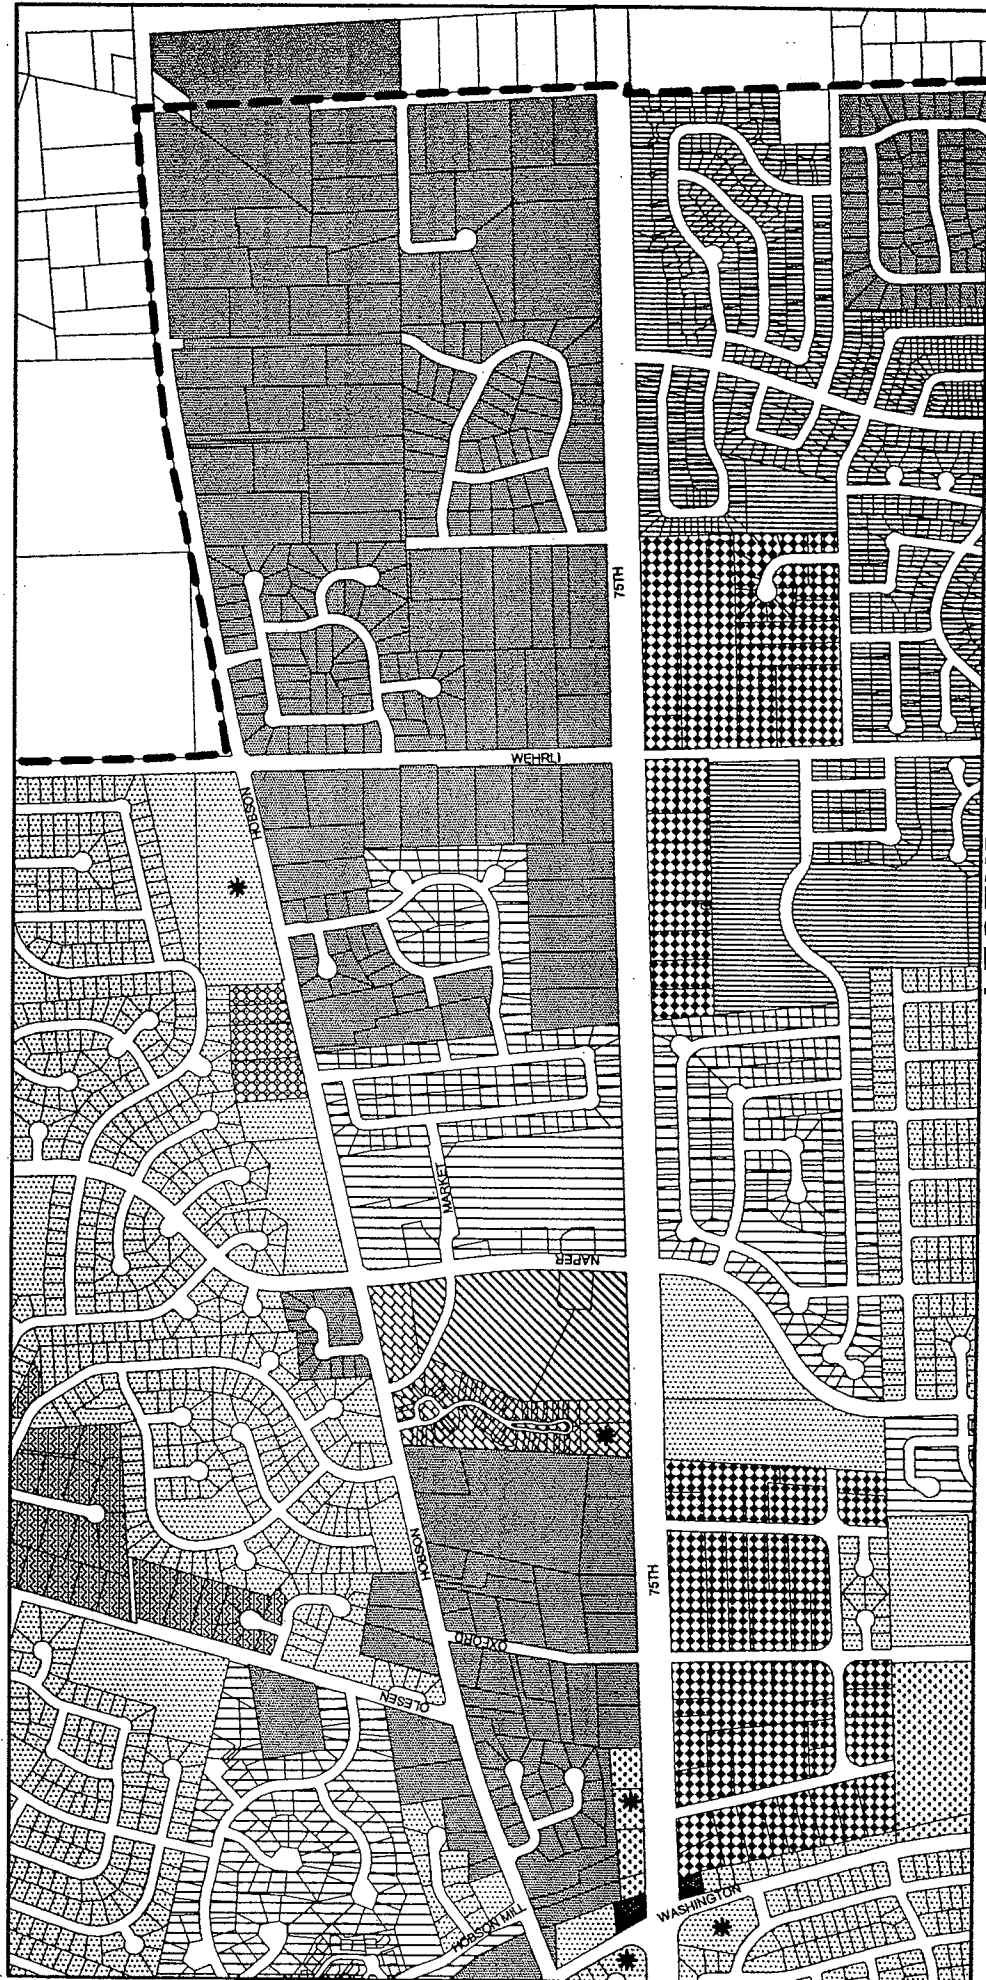 75TH
WEHRLI
HOBSON
MARKET
NAPER
HOBSON
75TH
OXFORD
OLESEN
WASHINGTON
HOBSON MILL